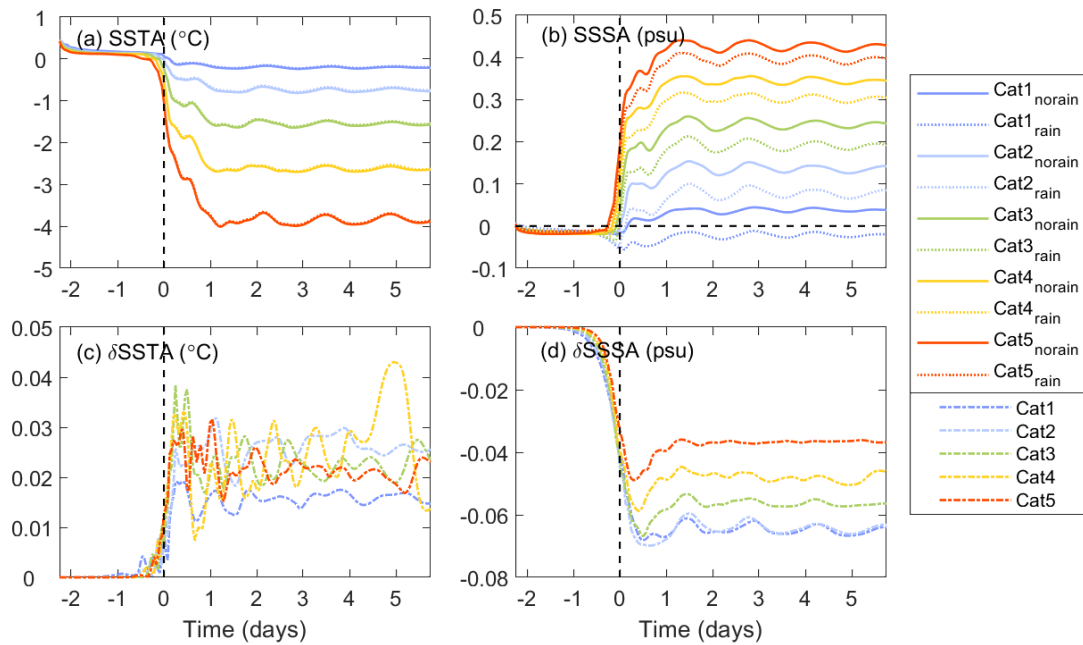 (a) SSTA (°C)
1
0
-1
-2
-3
-4
-5
-2 -1 0 1 2 3 4 5
(b) SSSA (psu)
0.5
0.4
0.3
0.2
0.1
0
-0.1
-2 -1 0 1 2 3 4 5
(c) δSSTA (°C)
0.05
0.04
0.03
0.02
0.01
0
-2 -1 0 1 2 3 4 5
Time (days)
(d) δSSSA (psu)
0
-0.02
-0.04
-0.06
-0.08
-2 -1 0 1 2 3 4 5
Time (days)
Cat1norain
Cat1rain
Cat2norain
Cat2rain
Cat3norain
Cat3rain
Cat4norain
Cat4rain
Cat5norain
Cat5rain
Cat1
Cat2
Cat3
Cat4
Cat5